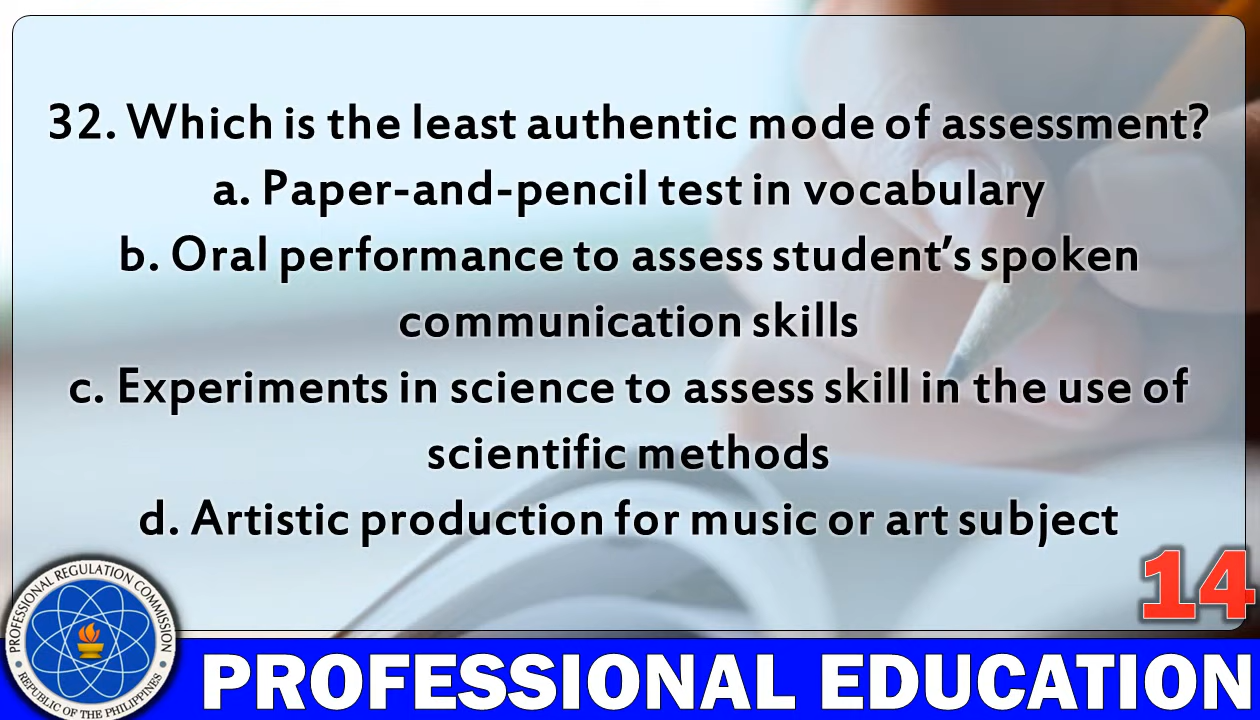 32. Which is the least authentic mode of assessment?
a. Paper-and-pencil test in vocabulary
b. Oral performance to assess student's spoken
communication skills
c. Experiments in science to assess skill in the use of
scientific methods
d. Artistic production for music or art subject
14
PROFESSIONAL REGULATION COMMISSION
REPUBLIC OF THE PHILIPPINES
PROFESSIONAL EDUCATION